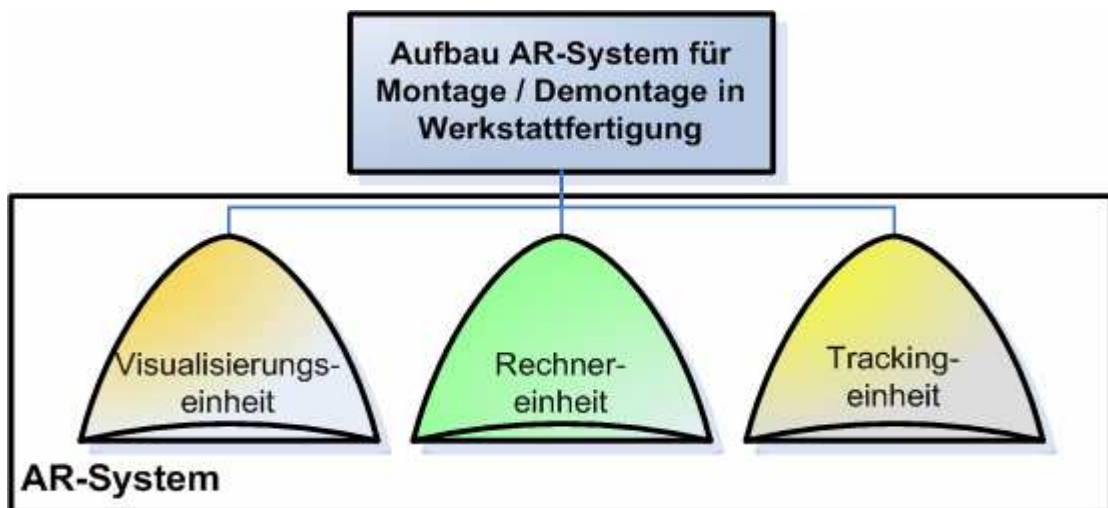 Aufbau AR-System für
Montage / Demontage in
Werkstattfertigung
Visualisierungs-
einheit
Rechner-
einheit
Tracking-
einheit
AR-System